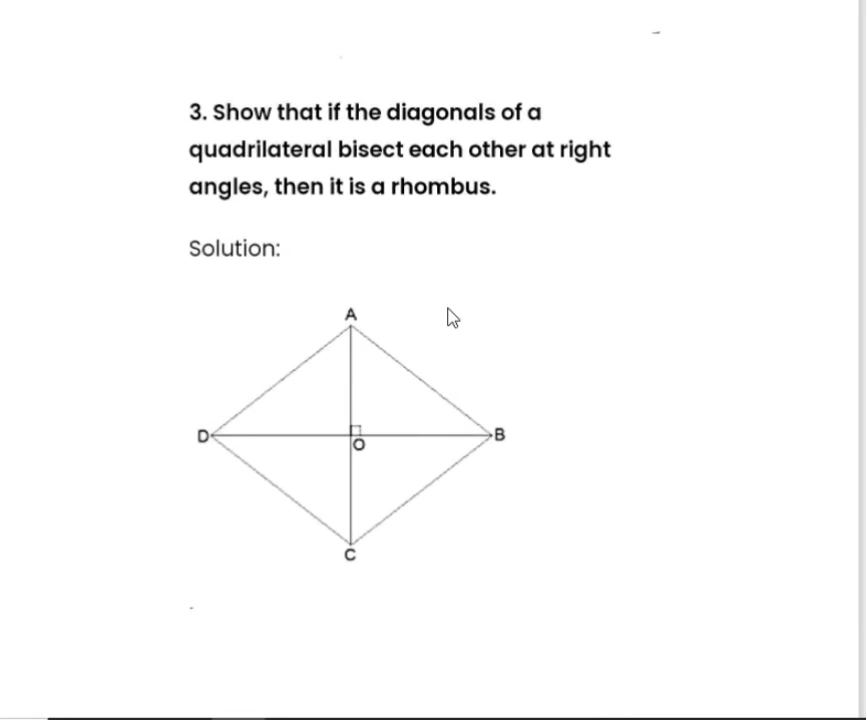 3. Show that if the diagonals of a
quadrilateral bisect each other at right
angles, then it is a rhombus.
Solution:
A
D
B
O
C